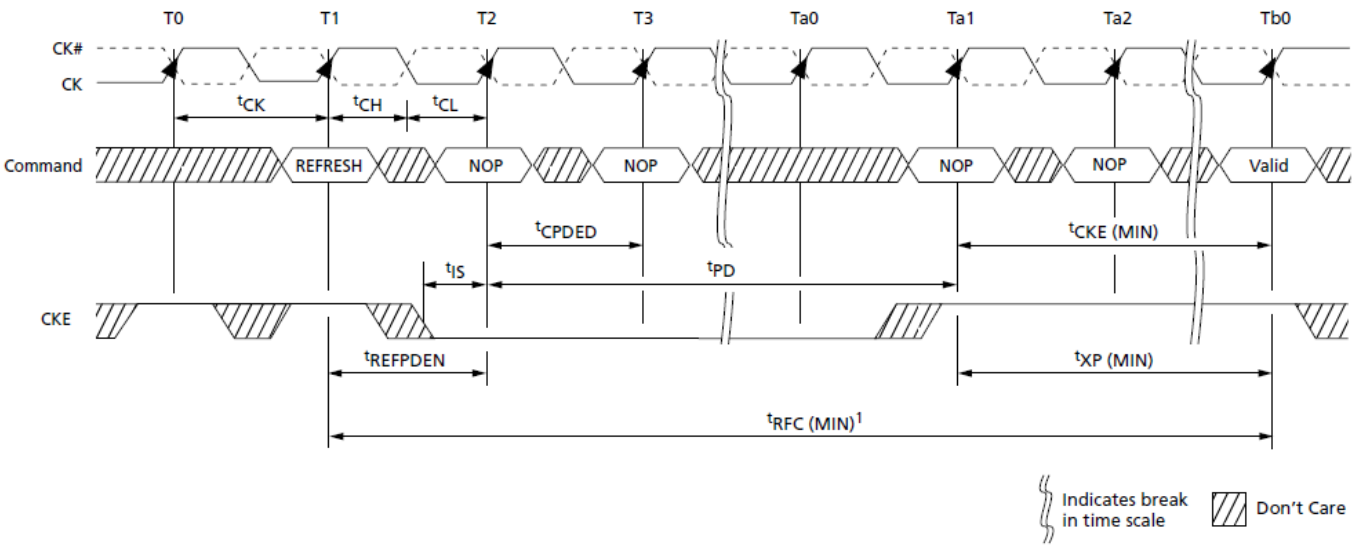 T0 T1 T2 T3 Ta0 Ta1 Ta2 Tb0
CK#
CK
tCK tCH tCL
Command REFRESH NOP NOP NOP NOP Valid
tCPDED tCKE (MIN)
tIS tPD
CKE
tREFPDEN tXP (MIN)
tRFC (MIN)1
Indicates break
in time scale
Don't Care